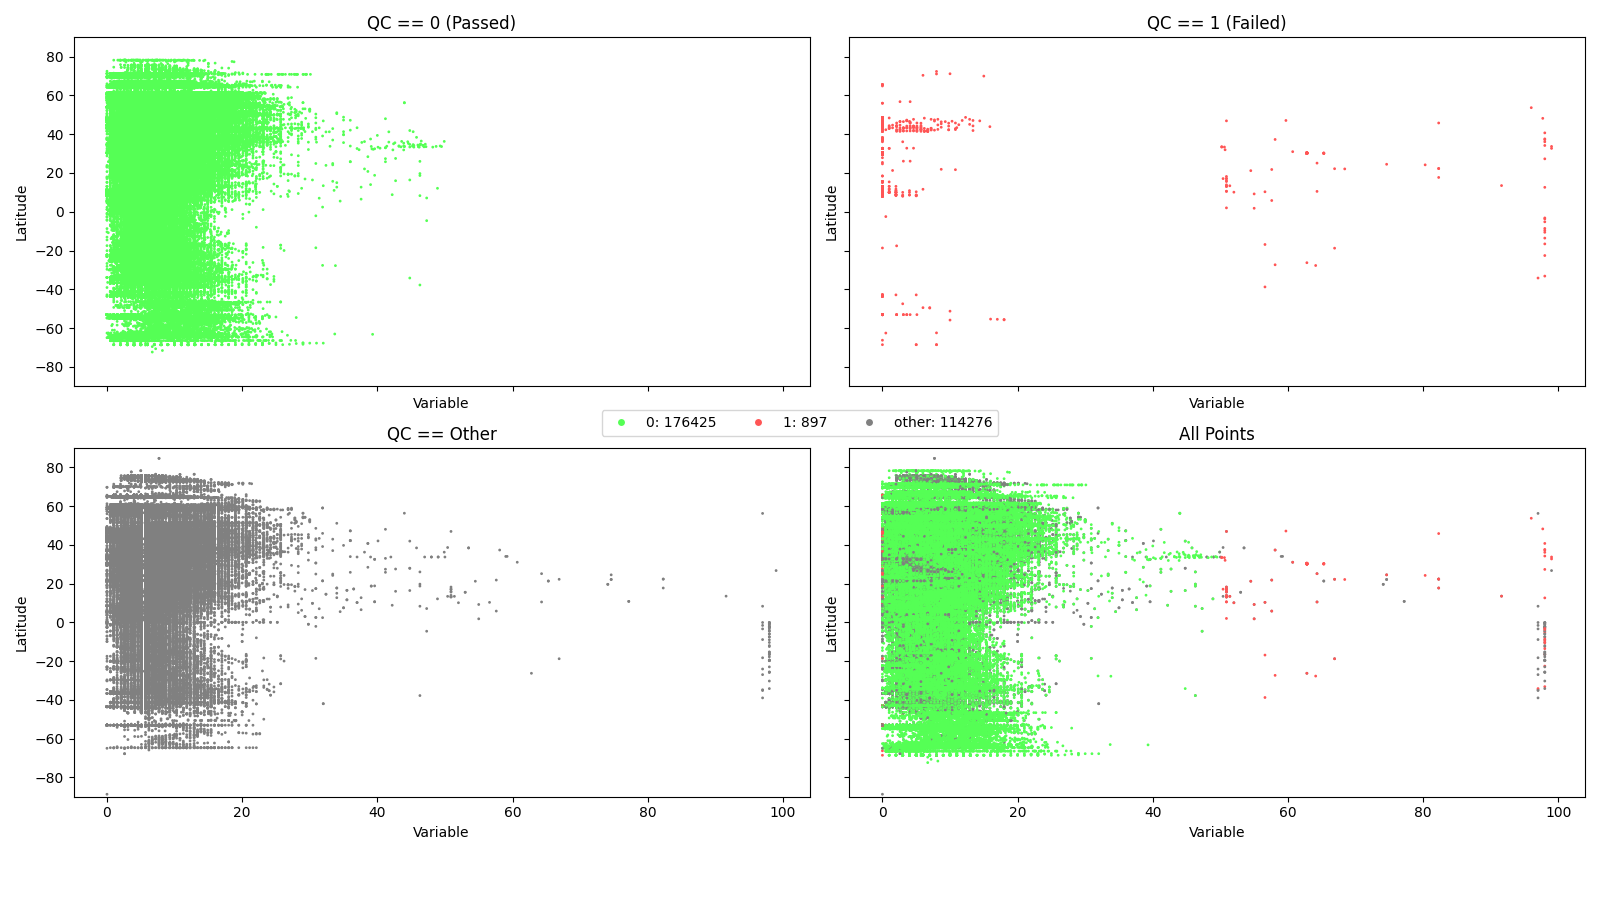 QC == 0 (Passed)
QC == 1 (Failed)
80
60
40
20
0
−20
−40
−60
−80
Latitude
Latitude
Variable
Variable
0: 176425 1: 897 other: 114276
QC == Other
All Points
80
60
40
20
0
−20
−40
−60
−80
Latitude
Latitude
0 20 40 60 80 100
0 20 40 60 80 100
Variable
Variable